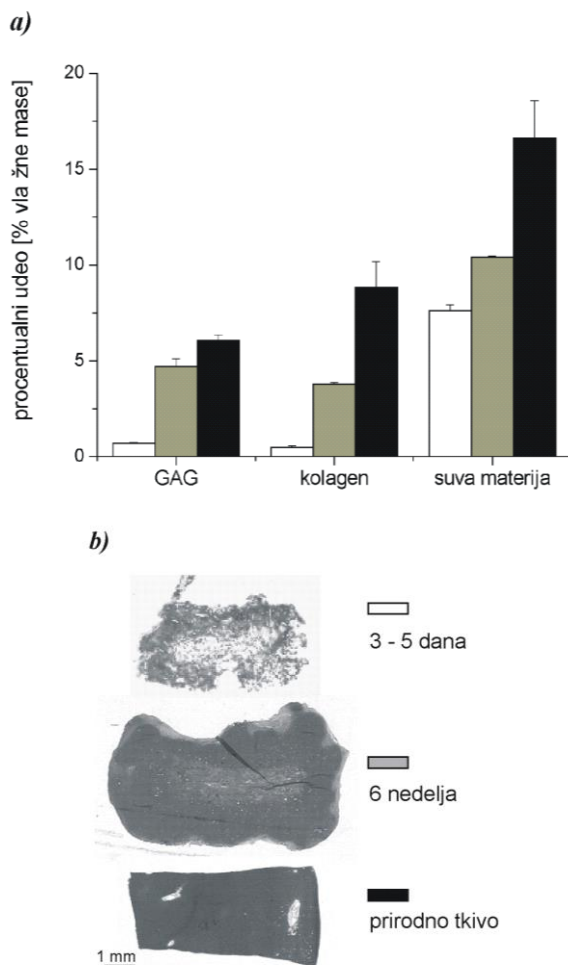 a)
procentualni udeo [% vla žne mase]
20
15
10
5
0
GAG kolagen suva materija
b)
3 - 5 dana
6 nedelja
prirodno tkivo
1 mm